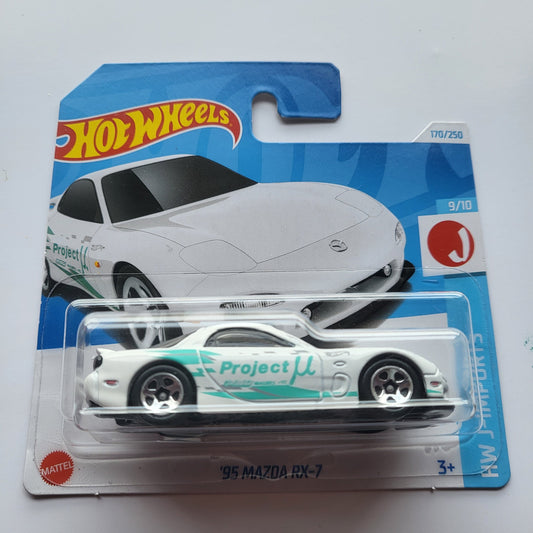 HOT WHEELS
170/250
9/10
J
Project μ
Project μ
HW J-IMPORTS
MATTEL
'95 MAZDA RX-7
3+